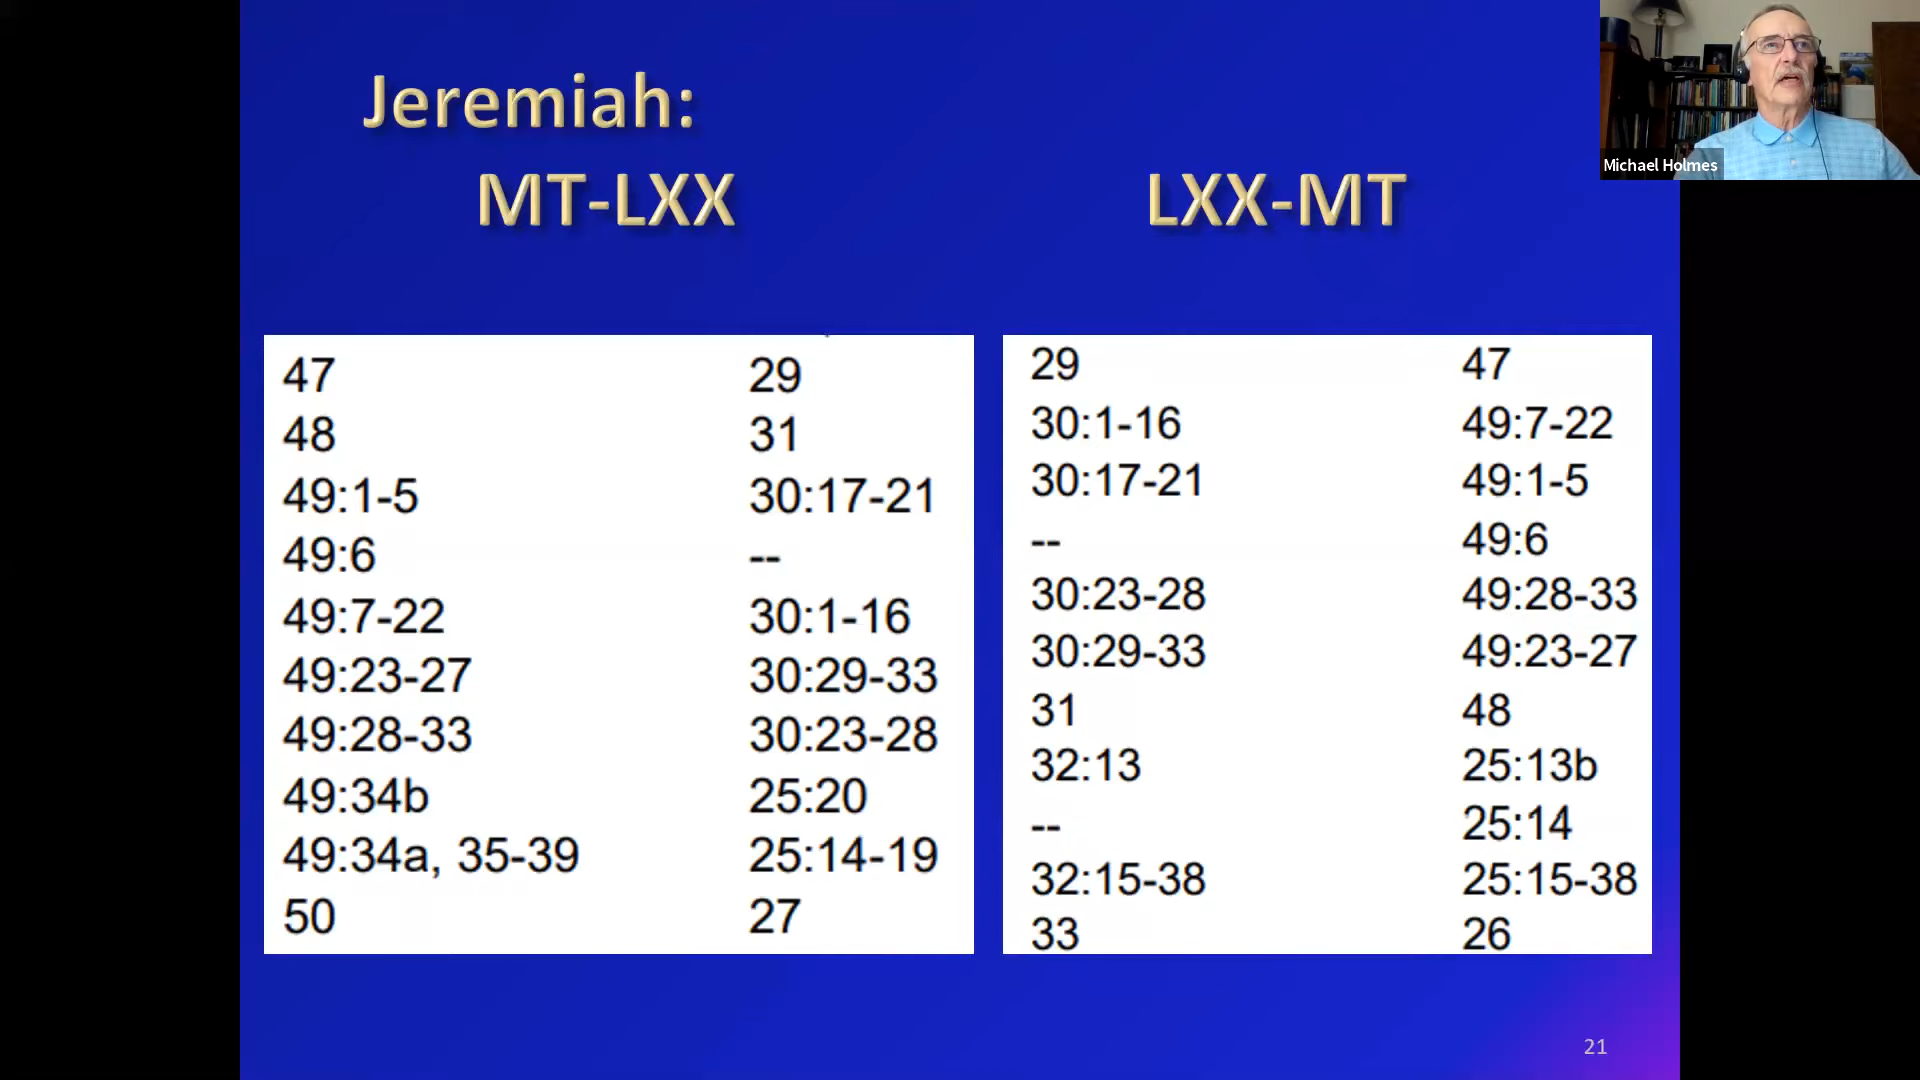 Jeremiah:
MT-LXX
LXX-MT
47 29
48 31
49:1-5 30:17-21
49:6 --
49:7-22 30:1-16
49:23-27 30:29-33
49:28-33 30:23-28
49:34b 25:20
49:34a, 35-39 25:14-19
50 27
29 47
30:1-16 49:7-22
30:17-21 49:1-5
-- 49:6
30:23-28 49:28-33
30:29-33 49:23-27
31 48
32:13 25:13b
-- 25:14
32:15-38 25:15-38
33 26
Michael Holmes
21